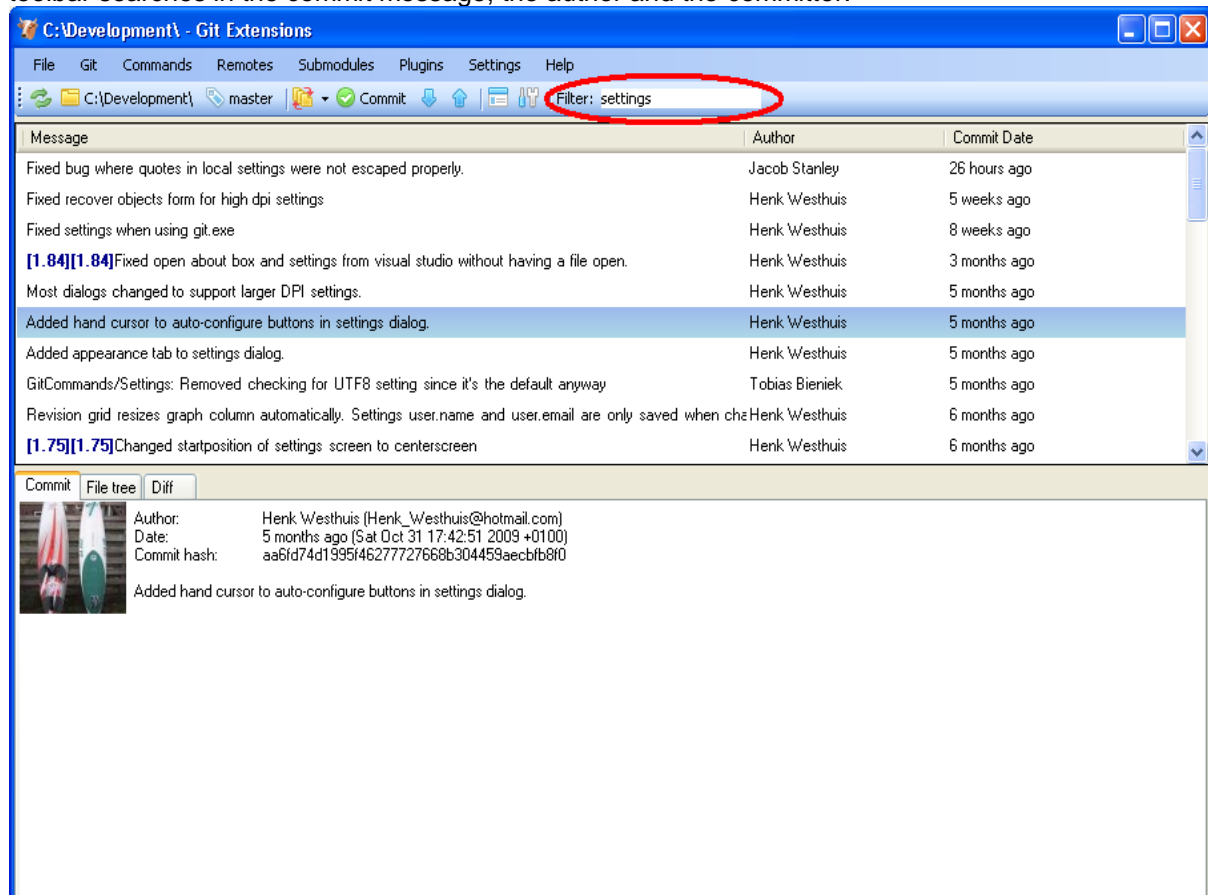 toolbar searches in the commit message, the author and the committer.
C:\Development\ - Git Extensions
File Git Commands Remotes Submodules Plugins Settings Help
C:\Development\ master Commit Filter: settings
Message Author Commit Date
Fixed bug where quotes in local settings were not escaped properly. Jacob Stanley 26 hours ago
Fixed recover objects form for high dpi settings Henk Westhuis 5 weeks ago
Fixed settings when using git.exe Henk Westhuis 8 weeks ago
[1.84][1.84]Fixed open about box and settings from visual studio without having a file open. Henk Westhuis 3 months ago
Most dialogs changed to support larger DPI settings. Henk Westhuis 5 months ago
Added hand cursor to auto-configure buttons in settings dialog. Henk Westhuis 5 months ago
Added appearance tab to settings dialog. Henk Westhuis 5 months ago
GitCommands/Settings: Removed checking for UTF8 setting since it's the default anyway Tobias Bieniek 5 months ago
Revision grid resizes graph column automatically. Settings user.name and user.email are only saved when cha Henk Westhuis 6 months ago
[1.75][1.75]Changed startposition of settings screen to centerscreen Henk Westhuis 6 months ago
Commit File tree Diff
Author: Henk Westhuis (Henk_Westhuis@hotmail.com)
Date: 5 months ago (Sat Oct 31 17:42:51 2009 +0100)
Commit hash: aa6fd74d1995f46277727668b304459aecbfb8f0
Added hand cursor to auto-configure buttons in settings dialog.